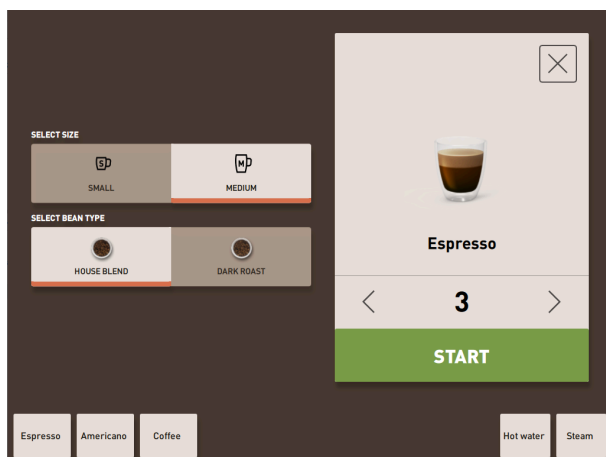 SELECT SIZE
S
SMALL
M
MEDIUM
SELECT BEAN TYPE
HOUSE BLEND
DARK ROAST
Espresso
3
START
Espresso
Americano
Coffee
Hot water
Steam